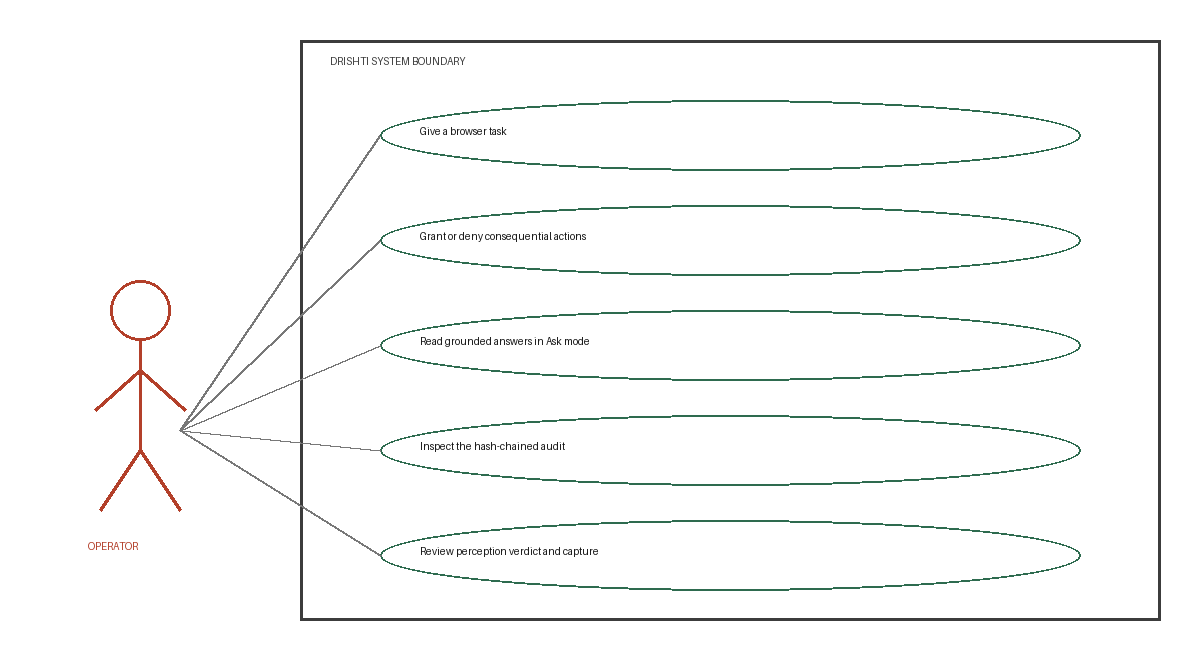 DRISHTI SYSTEM BOUNDARY
Give a browser task
Grant or deny consequential actions
Read grounded answers in Ask mode
Inspect the hash-chained audit
Review perception verdict and capture
OPERATOR